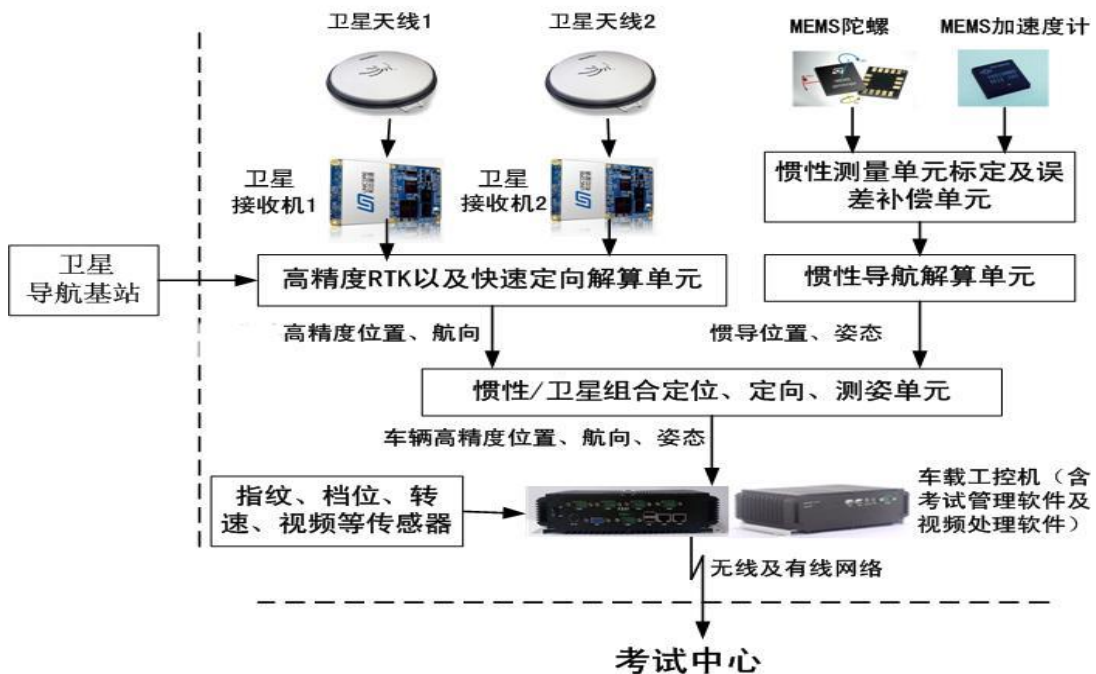 卫星天线1
卫星天线2
MEMS陀螺
MEMS加速度计
卫星
接收机1
卫星
接收机2
惯性测量单元标定及误
差补偿单元
卫星
导航基站
高精度RTK以及快速定向解算单元
惯性导航解算单元
高精度位置、航向
惯导位置、姿态
惯性/卫星组合定位、定向、测姿单元
车辆高精度位置、航向、姿态
指纹、档位、转
速、视频等传感器
车载工控机（含
考试管理软件及
视频处理软件）
无线及有线网络
考试中心